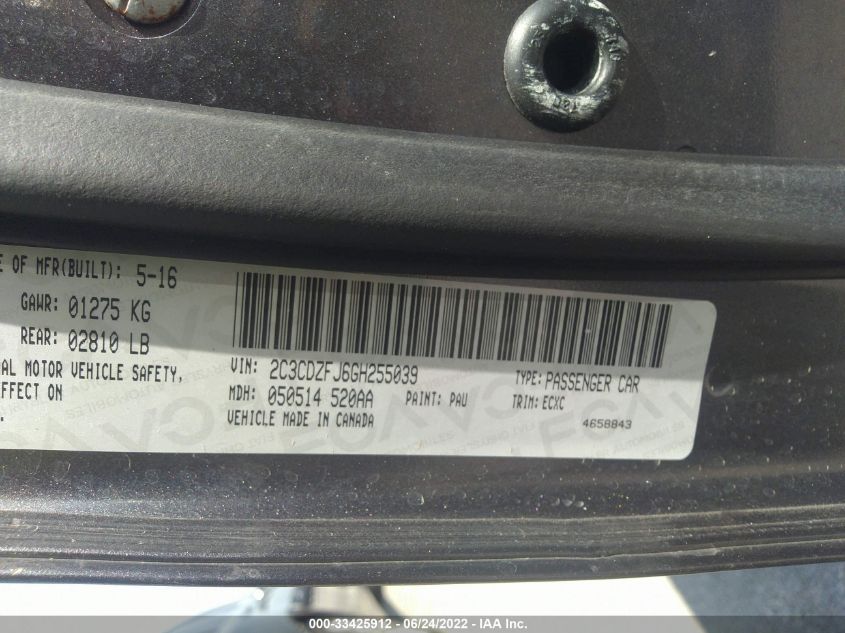 E OF MFR(BUILT): 5-16
GAWR: 01275 KG
REAR: 02810 LB
AL MOTOR VEHICLE SAFETY,
EFFECT ON
VIN: 2C3CDZFJ6GH255039
TYPE: PASSENGER CAR
MDH: 050514 520AA
PAINT: PAU
TRIM: ECXC
VEHICLE MADE IN CANADA
4658843
000-33425912 - 06/24/2022 - IAA Inc.